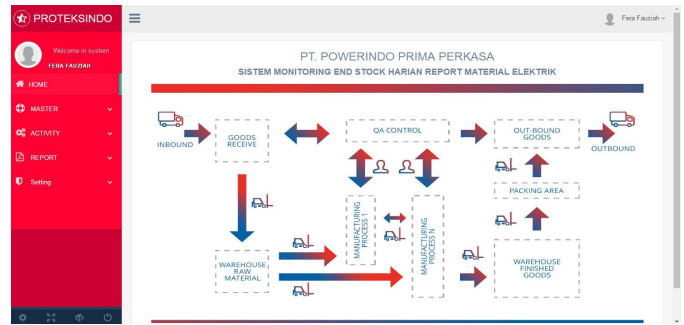 PROTEKSINDO
Fera Fauziah
Welcome in system
FERA FAUZIAH
HOME
MASTER
ACTIVITY
REPORT
Setting
PT. POWERINDO PRIMA PERKASA
SISTEM MONITORING END STOCK HARIAN REPORT MATERIAL ELEKTRIK
INBOUND
GOODS
RECEIVE
QA CONTROL
OUT-BOUND
GOODS
OUTBOUND
PACKING AREA
MANUFACTURING
PROCESS 1
MANUFACTURING
PROCESS N
WAREHOUSE
RAW
MATERIAL
WAREHOUSE
FINISHED
GOODS